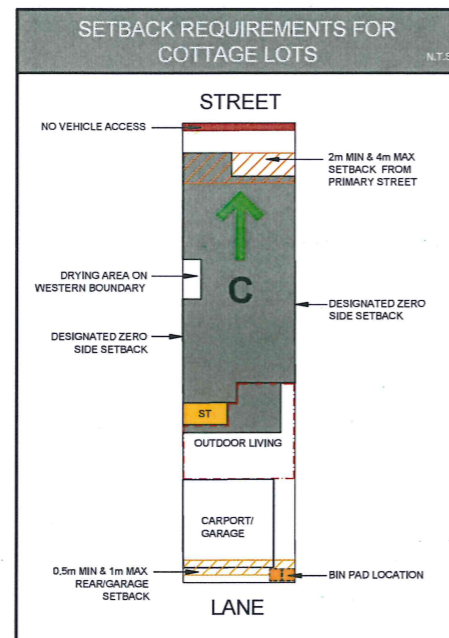 SETBACK REQUIREMENTS FOR
COTTAGE LOTS
N.T.S
STREET
NO VEHICLE ACCESS
2m MIN & 4m MAX
SETBACK FROM
PRIMARY STREET
DRYING AREA ON
WESTERN BOUNDARY
C
DESIGNATED ZERO
SIDE SETBACK
DESIGNATED ZERO
SIDE SETBACK
ST
OUTDOOR LIVING
CARPORT/
GARAGE
0.5m MIN & 1m MAX
REAR/GARAGE
SETBACK
BIN PAD LOCATION
LANE